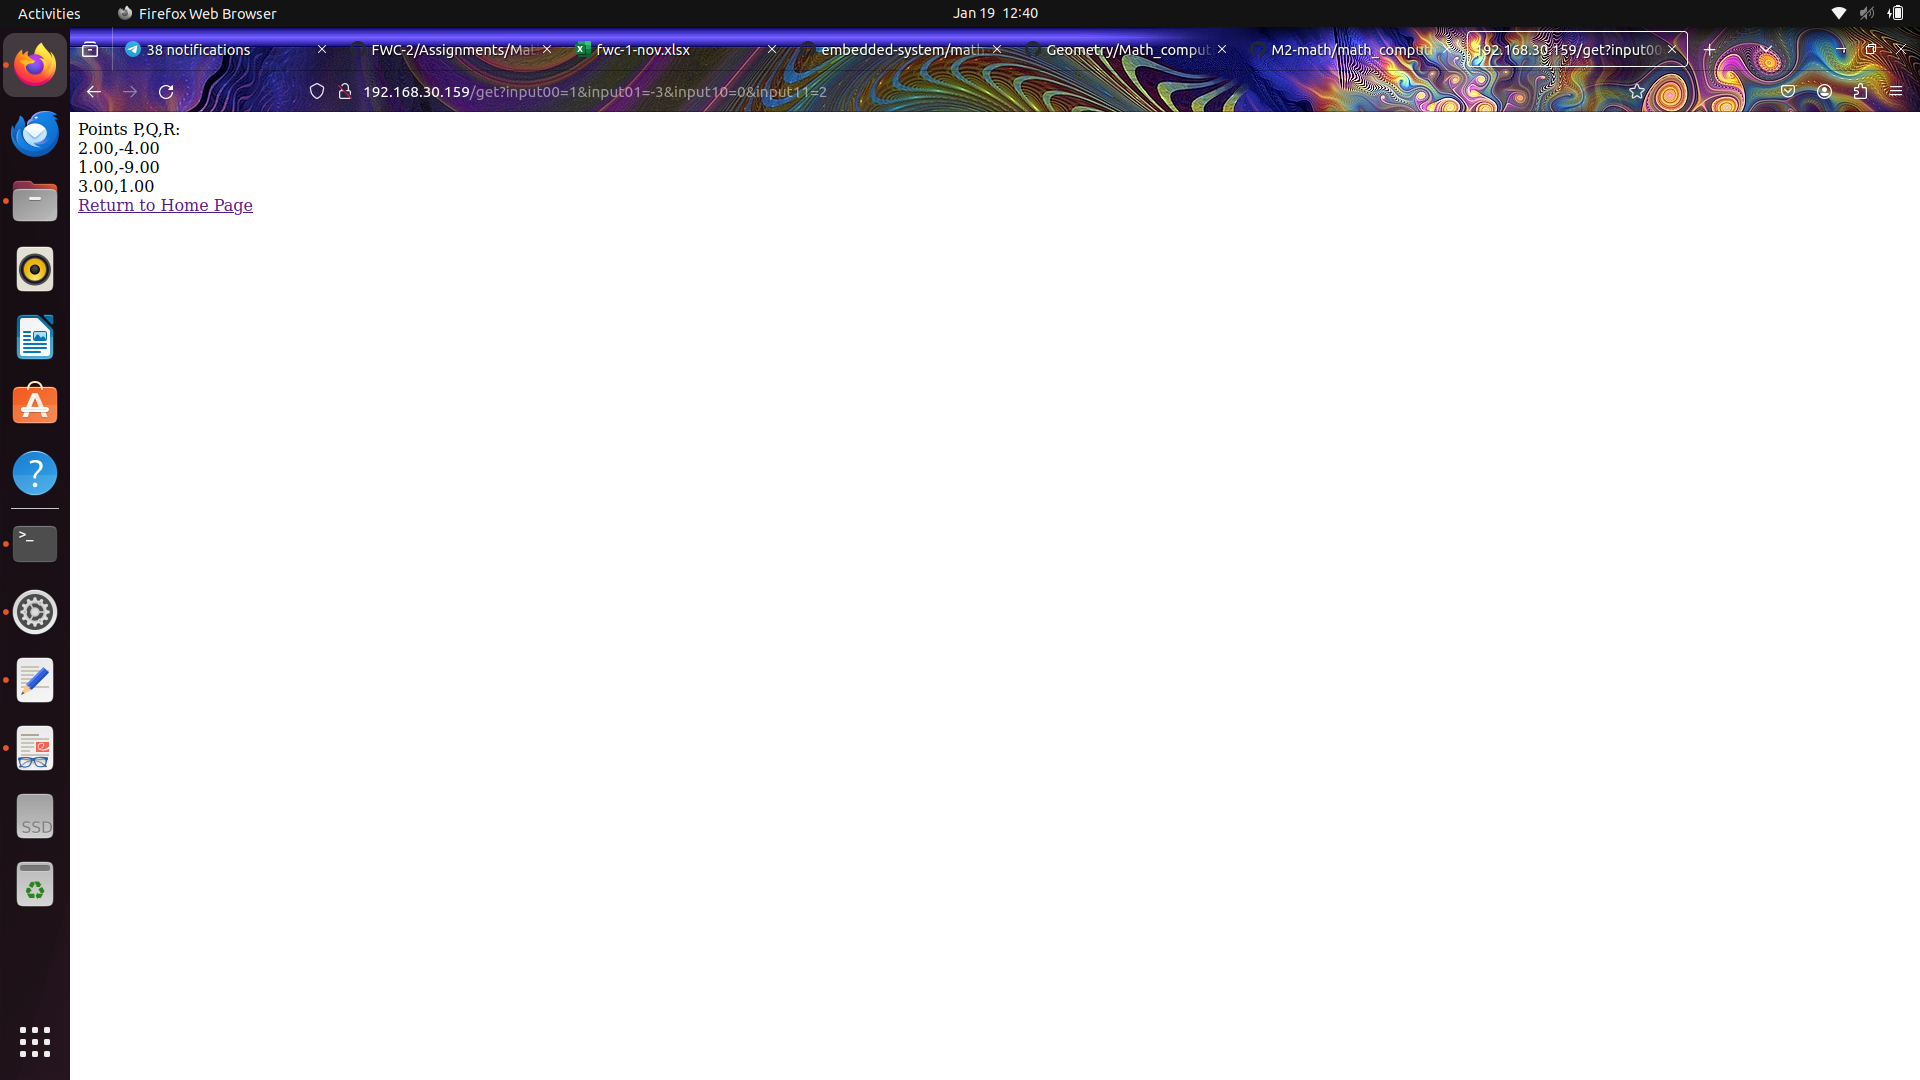 Activities
Firefox Web Browser
Jan 19 12:40
38 notifications
FWC-2/Assignments/Mat
fwc-1-nov.xlsx
embedded-system/math
Geometry/Math_comput
M2-math/math_compute
192.168.30.159/get?input00
192.168.30.159/get?input00=1&input01=-3&input10=0&input11=2
Points P,Q,R:
2.00,-4.00
1.00,-9.00
3.00,1.00
Return to Home Page
>_
SSD